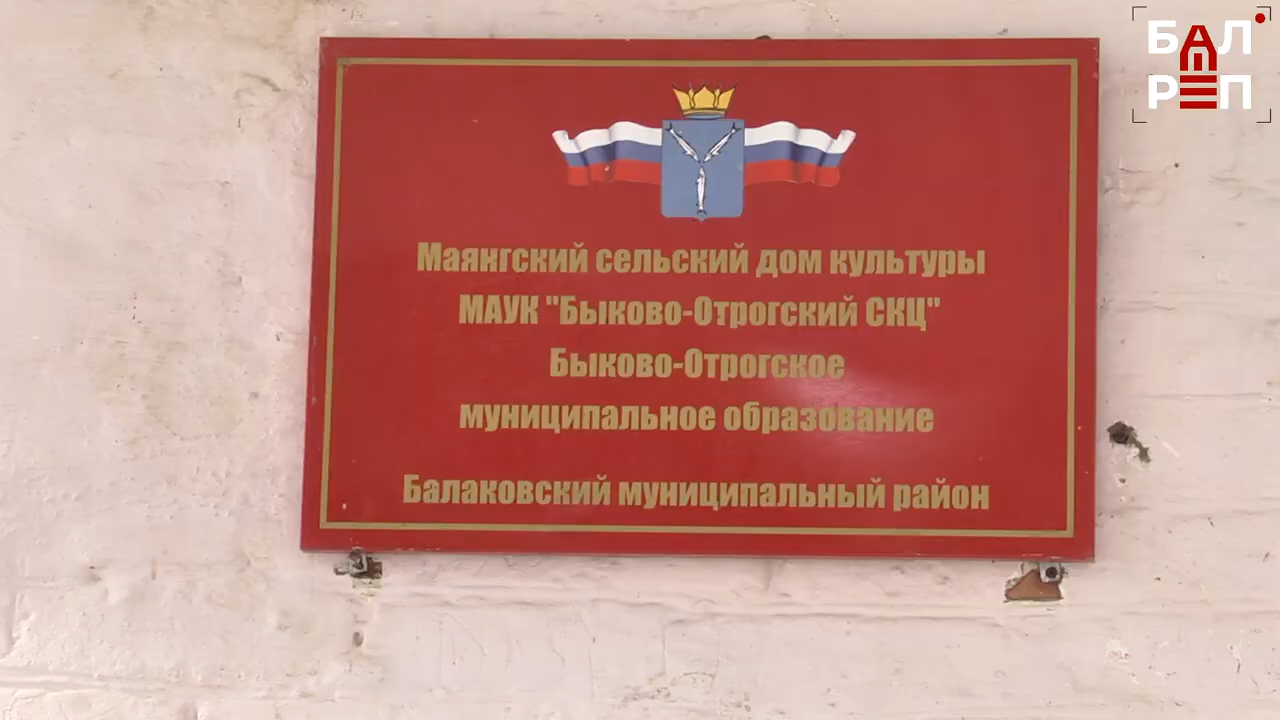 БАЛ
РЕП
Маянгский сельский дом культуры
МАУК "Быково-Отрогский СКЦ"
Быково-Отрогское
муниципальное образование
Балаковский муниципальный район